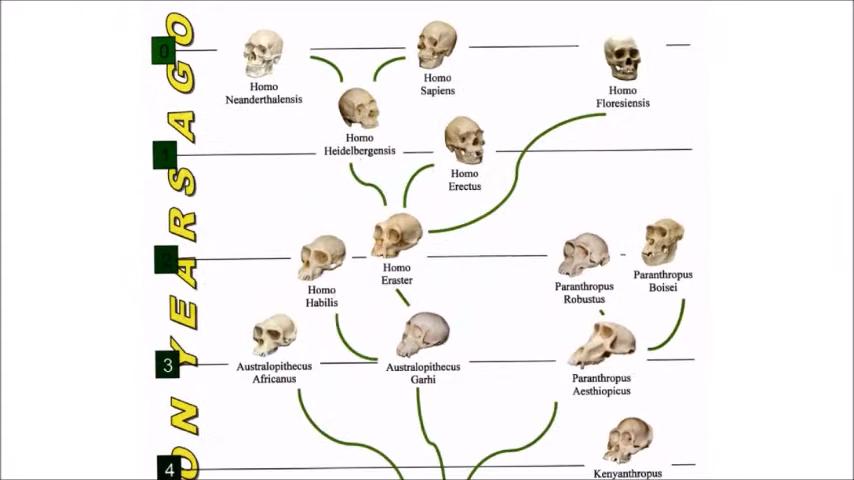 0
Homo
Neanderthalensis
Homo
Sapiens
Homo
Floresiensis
Homo
Heidelbergensis
1
Homo
Erectus
2
Homo
Habilis
Homo
Eraster
Paranthropus
Robustus
Paranthropus
Boisei
3
Australopithecus
Africanus
Australopithecus
Garhi
Paranthropus
Aesthiopicus
4
Kenyanthropus
ON YEARS AGO